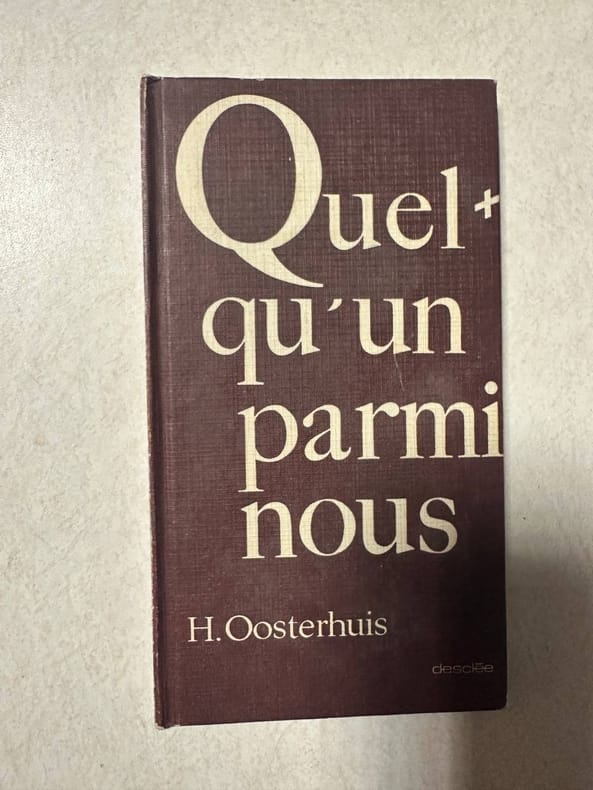 Quel+
qu'un
parmi
nous
H. Oosterhuis
desclée